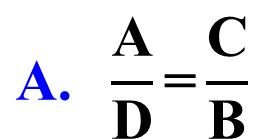 A. A/D = C/B